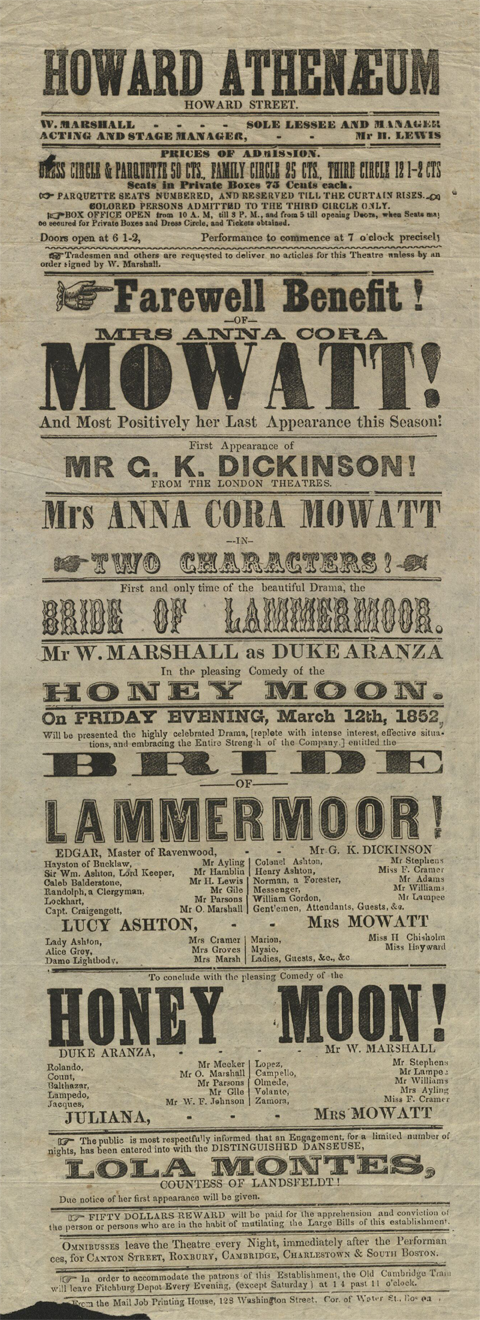 HOWARD ATHENÆUM
HOWARD STREET.
W. MARSHALL - - - - SOLE LESSEE AND MANAGER
ACTING AND STAGE MANAGER, - - Mr H. LEWIS
PRICES OF ADMISSION.
DRESS CIRCLE & PARQUETTE 50 CTS., FAMILY CIRCLE 25 CTS., THIRD CIRCLE 12 1-2 CTS
Seats in Private Boxes 75 Cents each.
PARQUETTE SEATS NUMBERED, AND RESERVED TILL THE CURTAIN RISES.
COLORED PERSONS ADMITTED TO THE THIRD CIRCLE ONLY.
BOX OFFICE OPEN from 10 A. M, till 3 P. M., and from 5 till opening Doors, when Seats may
be secured for Private Boxes and Dress Circle, and Tickets obtained.
Doors open at 6 1-2, Performance to commence at 7 o'clock precisely
Tradesmen and others are requested to deliver no articles for this Theatre unless by an
order signed by W. Marshall.
Farewell Benefit !
—OF—
MRS ANNA CORA
MOWATT!
And Most Positively her Last Appearance this Season!
First Appearance of
MR G. K. DICKINSON!
FROM THE LONDON THEATRES.
Mrs ANNA CORA MOWATT
—IN—
TWO CHARACTERS!
First and only time of the beautiful Drama, the
BRIDE OF LAMMERMOOR.
Mr W. MARSHALL as DUKE ARANZA
In the pleasing Comedy of the
HONEY MOON.
On FRIDAY EVENING, March 12th, 1852,
Will be presented the highly celebrated Drama, [replete with intense interest, effective situa-
tions, and embracing the Entire Strength of the Company.] entitled the
BRIDE
—OF—
LAMMERMOOR!
EDGAR, Master of Ravenwood, - - Mr G. K. DICKINSON
Hayston of Bucklaw, Mr Ayling
Sir Wm. Ashton, Lord Keeper, Mr Hamblin
Caleb Balderstone, Mr H. Lewis
Randolph, a Clergyman, Mr Gile
Lockhart, Mr Parsons
Capt. Craigengelt, Mr O. Marshall
Colonel Ashton, Mr Stephens
Henry Ashton, Miss F. Cramer
Norman, a Forester, Mr Adams
Messenger, Mr Williams
William Gordon, Mr Lampee
Gentlemen, Attendants, Guests, &c.
LUCY ASHTON, - - MRS MOWATT
Lady Ashton, Mrs Cramer
Alice Gray, Mrs Groves
Dame Lightbody, Mrs Marsh
Marion, Miss H Chisholm
Mysie, Miss Hayward
Ladies, Guests, &c., &c
To conclude with the pleasing Comedy of the
HONEY MOON!
DUKE ARANZA, - - - - Mr W. MARSHALL
Rolando, Mr Meeker
Count, Mr O. Marshall
Balthazar, Mr Parsons
Lampedo, Mr Gile
Jacques, Mr W. F. Johnson
Lopez, Mr Stephens
Campello, Mr Lampee
Olmede, Mr Williams
Volante, Mrs Ayling
Zamora, Miss F. Cramer
JULIANA, - - - MRS MOWATT
The public is most respectfully informed that an Engagement, for a limited number of
nights, has been entered into with the DISTINGUISHED DANSEUSE,
LOLA MONTES,
COUNTESS OF LANDSFELDT!
Due notice of her first appearance will be given.
FIFTY DOLLARS REWARD will be paid for the apprehension and conviction of
the person or persons who are in the habit of mutilating the Large Bills of this establishment.
OMNIBUSSES leave the Theatre every Night, immediately after the Performan
ces, for CANTON STREET, ROXBURY, CAMBRIDGE, CHARLESTOWN & SOUTH BOSTON.
In order to accommodate the patrons of this Establishment, the Old Cambridge Train
will leave Fitchburg Depot Every Evening, (except Saturday) at 1 4 past 11 o'clock.
From the Mail Job Printing House, 128 Washington Street. Cor. of Water St., Boston